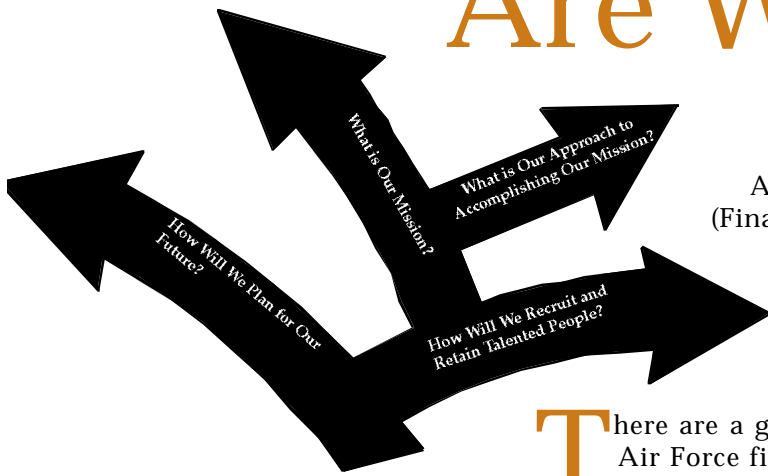 Are
What is Our Mission?
What is Our Approach to
Accomplishing Our Mission?
(Fina
How Will We Plan for Our
Future?
How Will We Recruit and
Retain Talented People?
There are a g
Air Force fi